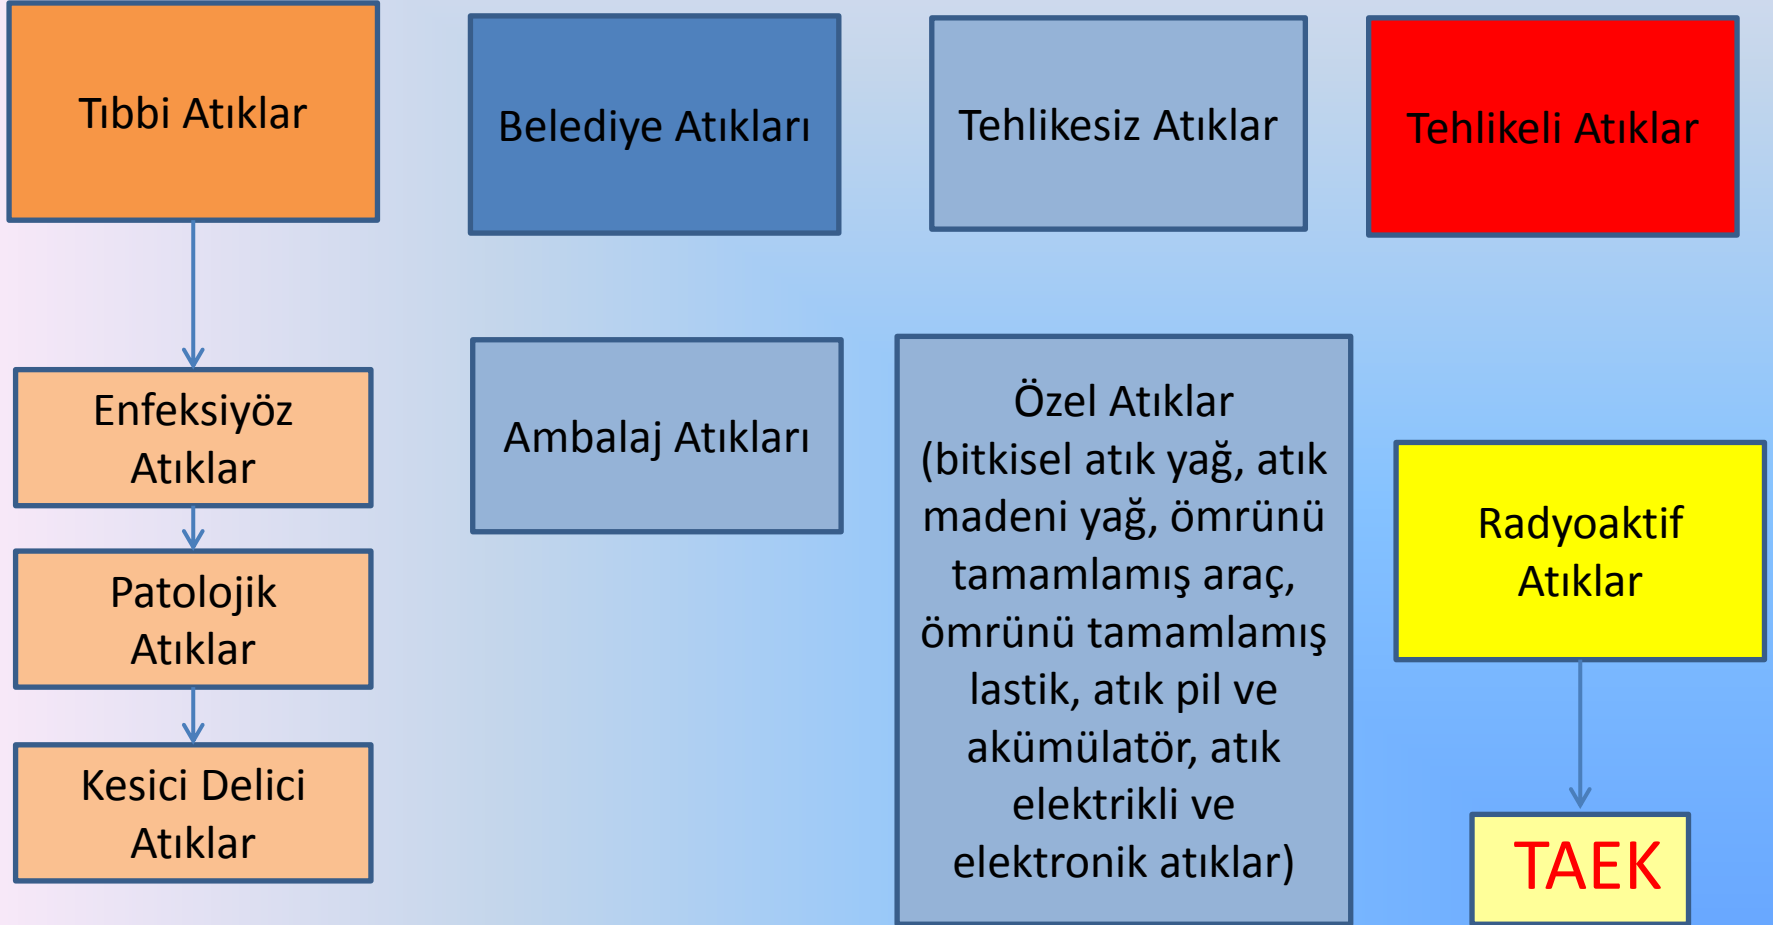 Tıbbi Atıklar
Belediye Atıkları
Tehlikesiz Atıklar
Tehlikeli Atıklar
Enfeksiyöz
Atıklar
Patolojik
Atıklar
Kesici Delici
Atıklar
Ambalaj Atıkları
Özel Atıklar
(bitkisel atık yağ, atık
madeni yağ, ömrünü
tamamlamış araç,
ömrünü tamamlamış
lastik, atık pil ve
akümülatör, atık
elektrikli ve
elektronik atıklar)
Radyoaktif
Atıklar
TAEK